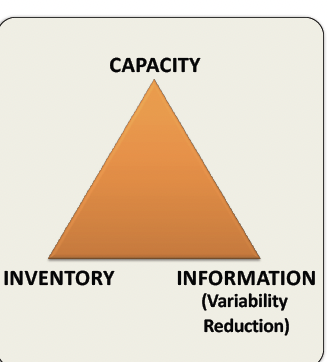 CAPACITY
INVENTORY
INFORMATION
(Variability
Reduction)